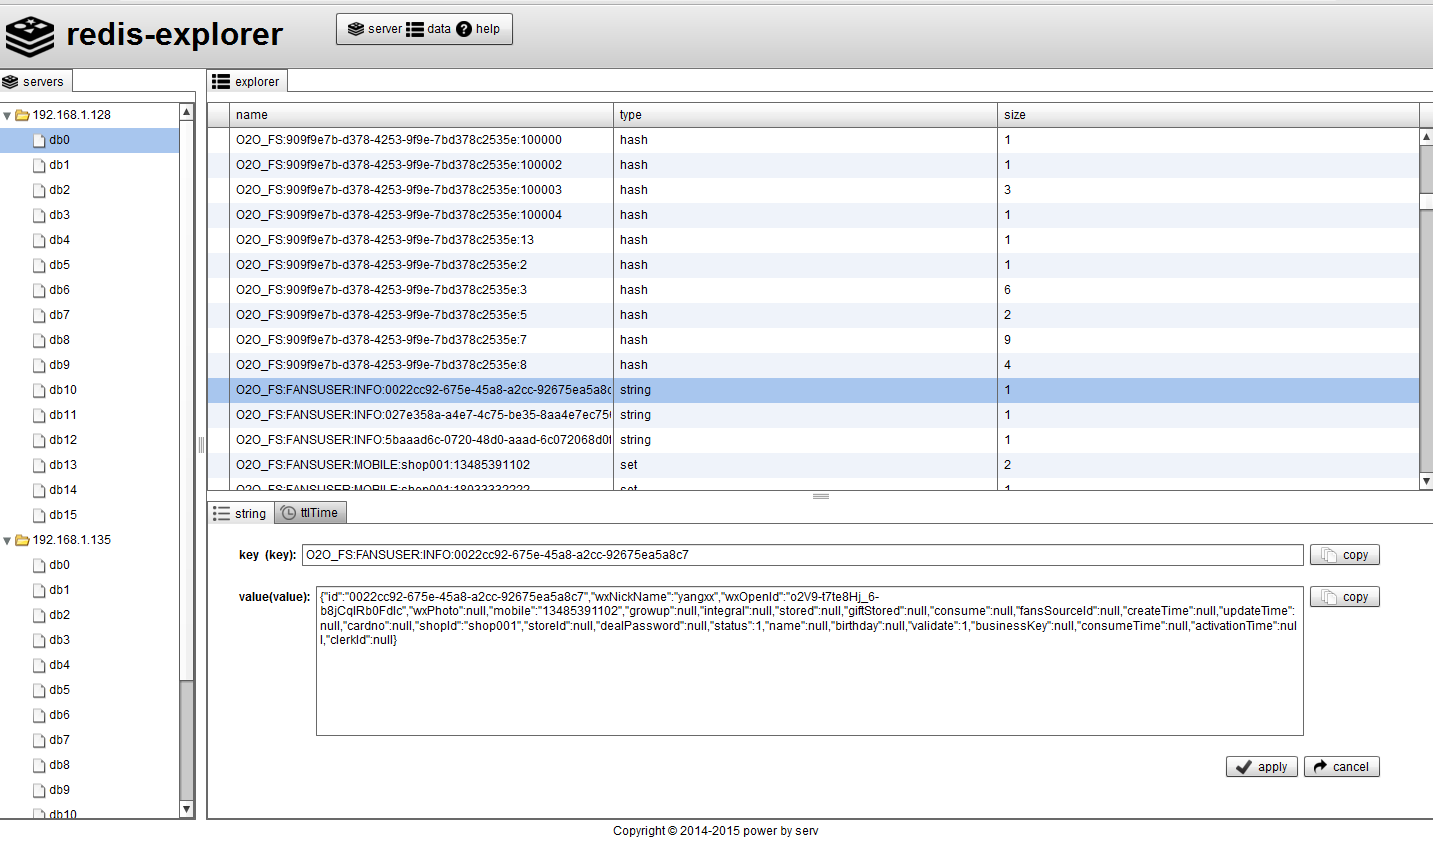 redis-explorer
server data help
servers
explorer
192.168.1.128
db0
db1
db2
db3
db4
db5
db6
db7
db8
db9
db10
db11
db12
db13
db14
db15
192.168.1.135
db0
db1
db2
db3
db4
db5
db6
db7
db8
db9
db10
name type size
O2O_FS:909f9e7b-d378-4253-9f9e-7bd378c2535e:100000 hash 1
O2O_FS:909f9e7b-d378-4253-9f9e-7bd378c2535e:100002 hash 1
O2O_FS:909f9e7b-d378-4253-9f9e-7bd378c2535e:100003 hash 3
O2O_FS:909f9e7b-d378-4253-9f9e-7bd378c2535e:100004 hash 1
O2O_FS:909f9e7b-d378-4253-9f9e-7bd378c2535e:13 hash 1
O2O_FS:909f9e7b-d378-4253-9f9e-7bd378c2535e:2 hash 1
O2O_FS:909f9e7b-d378-4253-9f9e-7bd378c2535e:3 hash 6
O2O_FS:909f9e7b-d378-4253-9f9e-7bd378c2535e:5 hash 2
O2O_FS:909f9e7b-d378-4253-9f9e-7bd378c2535e:7 hash 9
O2O_FS:909f9e7b-d378-4253-9f9e-7bd378c2535e:8 hash 4
O2O_FS:FANSUSER:INFO:0022cc92-675e-45a8-a2cc-92675ea5a8c string 1
O2O_FS:FANSUSER:INFO:027e358a-a4e7-4c75-be35-8aa4e7ec75 string 1
O2O_FS:FANSUSER:INFO:5baaad6c-0720-48d0-aaad-6c072068d0f string 1
O2O_FS:FANSUSER:MOBILE:shop001:13485391102 set 2
O2O_FS:FANSUSER:MOBILE:shop001:18033332222 set 1
string ttlTime
key (key): O2O_FS:FANSUSER:INFO:0022cc92-675e-45a8-a2cc-92675ea5a8c7 copy
value(value): {"id":"0022cc92-675e-45a8-a2cc-92675ea5a8c7","wxNickName":"yangxx","wxOpenId":"o2V9-t7te8Hj_6- copy
b8jCqIRb0Fdlc","wxPhoto":null,"mobile":"13485391102","growup":null,"integral":null,"stored":null,"giftStored":null,"consume":null,"fansSourceId":null,"createTime":null,"updateTime":
null,"cardno":null,"shopId":"shop001","storeId":null,"dealPassword":null,"status":1,"name":null,"birthday":null,"validate":1,"businessKey":null,"consumeTime":null,"activationTime":nul
l,"clerkId":null}
apply cancel
Copyright © 2014-2015 power by serv